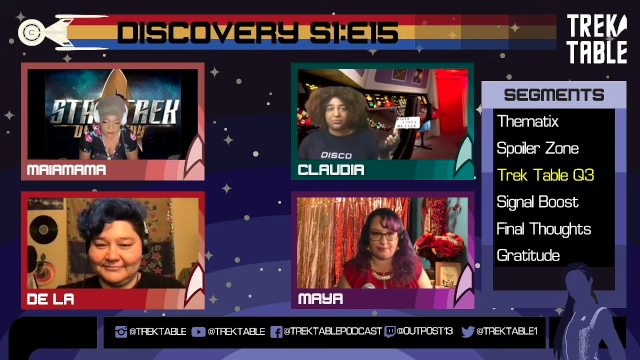 DISCOVERY S1:E15
TREK
TABLE
STAR TREK
MAIAMAMA
DISCO
CLAUDIA
DE LA
MAYA
SEGMENTS
Thematix
Spoiler Zone
Trek Table Q3
Signal Boost
Final Thoughts
Gratitude
@TREKTABLE @TREKTABLE @TREKTABLEPODCAST @OUTPOST13 @TREKTABLE1